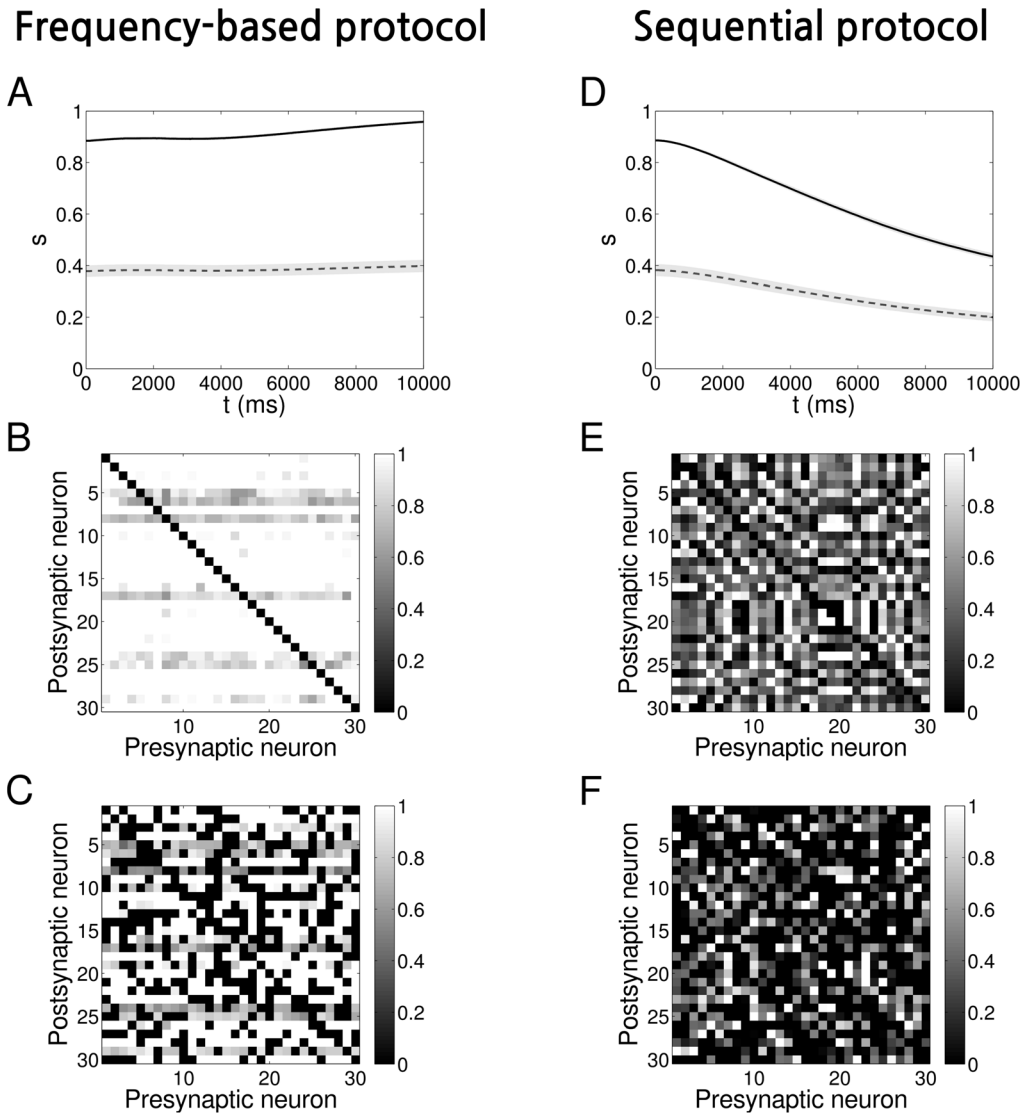 Frequency-based protocol
Sequential protocol
A
1
0.8
0.6
0.4
0.2
0
s
0 2000 4000 6000 8000 10000
t (ms)
D
1
0.8
0.6
0.4
0.2
0
s
0 2000 4000 6000 8000 10000
t (ms)
B
Postsynaptic neuron
5
10
15
20
25
30
10 20 30
Presynaptic neuron
1
0.8
0.6
0.4
0.2
0
E
Postsynaptic neuron
5
10
15
20
25
30
10 20 30
Presynaptic neuron
1
0.8
0.6
0.4
0.2
0
C
Postsynaptic neuron
5
10
15
20
25
30
10 20 30
Presynaptic neuron
1
0.8
0.6
0.4
0.2
0
F
Postsynaptic neuron
5
10
15
20
25
30
10 20 30
Presynaptic neuron
1
0.8
0.6
0.4
0.2
0